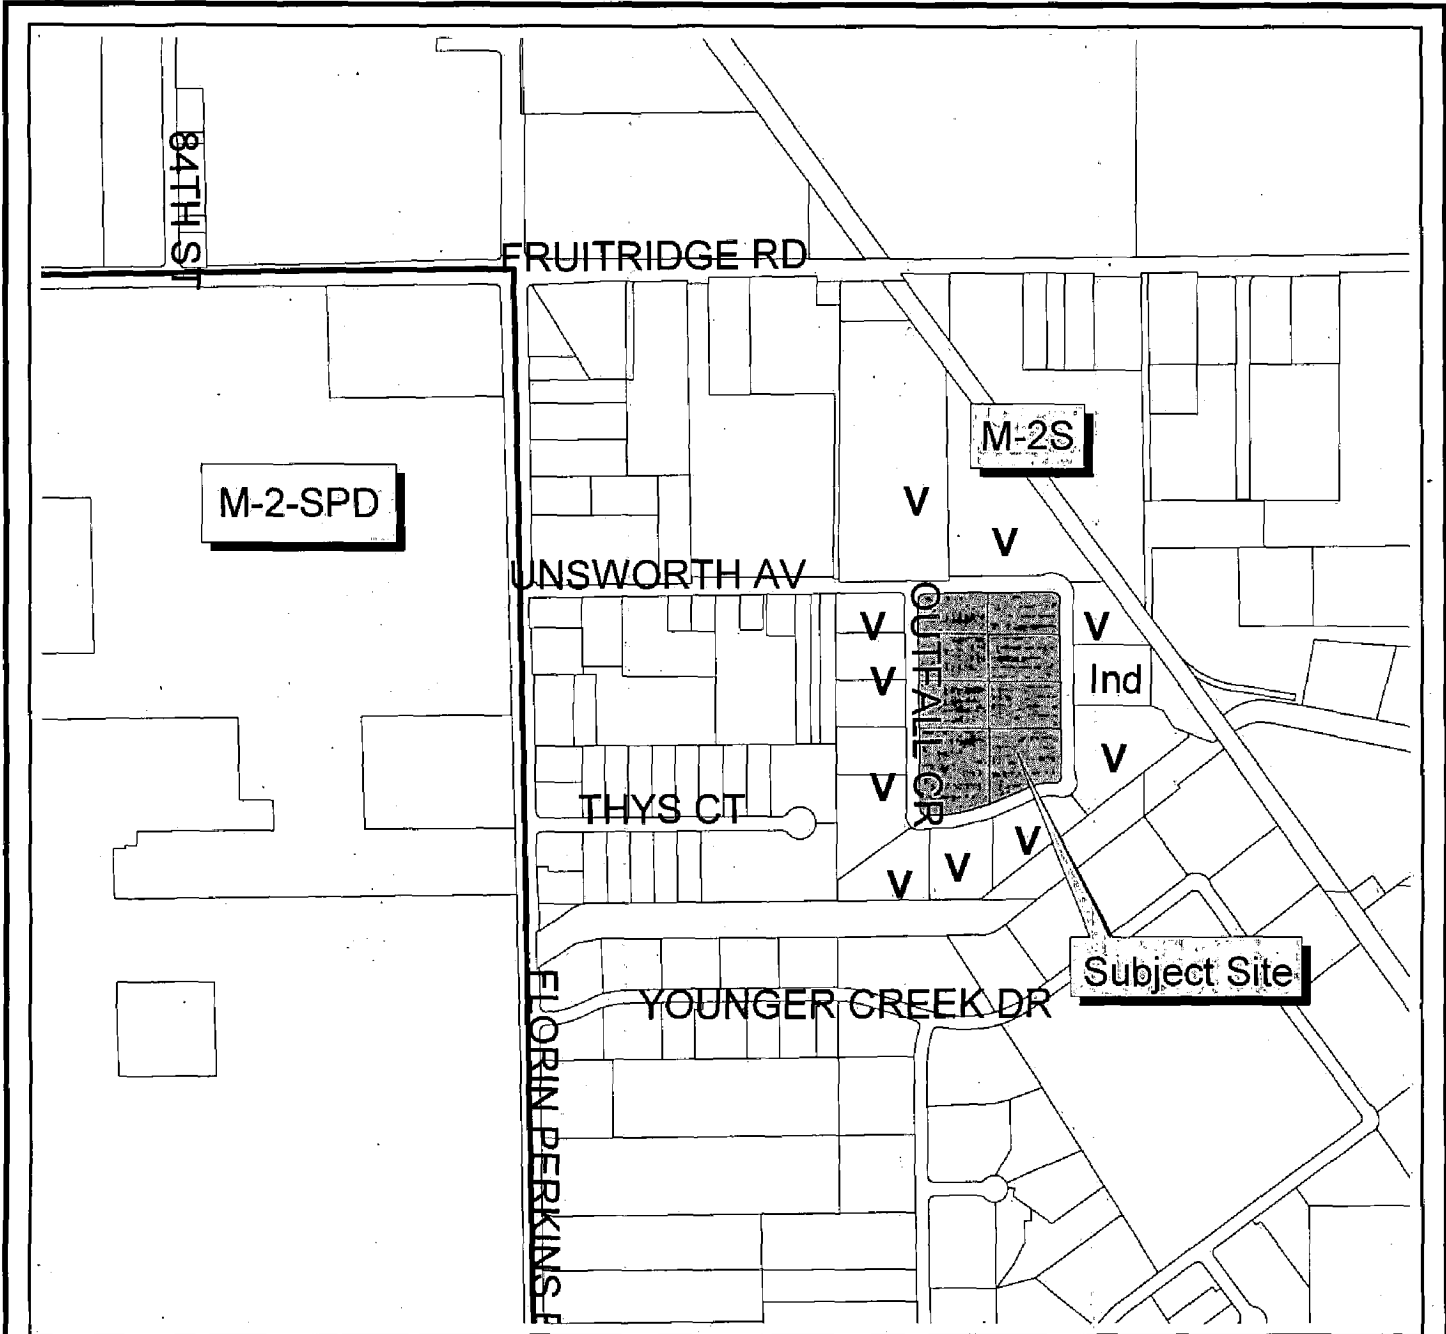 84TH ST
FRUITRIDGE RD
M-2S
M-2-SPD
V
V
UNSWORTH AV
OUTFALL CR
V
V
V
Ind
V
V
THYS CT
V
V
V
Subject Site
YOUNGER CREEK DR
FLORIN PERKINS